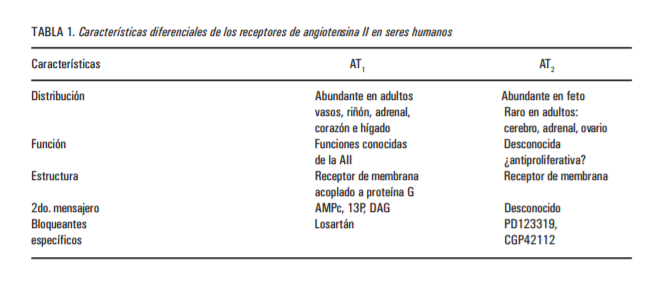 TABLA 1. Características diferenciales de los receptores de angiotensina II en seres humanos
Características AT1 AT2
Distribución Abundante en adultos Abundante en feto
vasos, riñón, adrenal, Raro en adultos:
corazón e hígado cerebro, adrenal, ovario
Función Funciones conocidas Desconocida
de la AII ¿antiproliferativa?
Estructura Receptor de membrana Receptor de membrana
acoplado a proteína G
2do. mensajero AMPc, 13P, DAG Desconocido
Bloqueantes Losartán PD123319,
específicos CGP42112